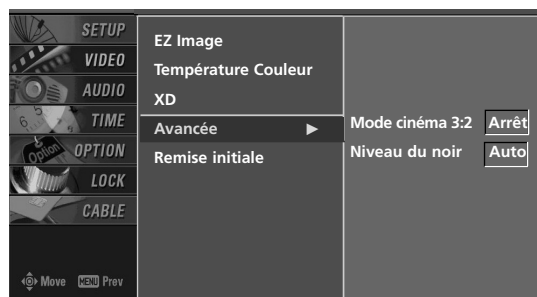 SETUP
VIDEO
AUDIO
TIME
OPTION
LOCK
CABLE
Move MENU Prev
EZ Image
Température Couleur
XD
Avancée ▶
Remise initiale
Mode cinéma 3:2 Arrêt
Niveau du noir Auto